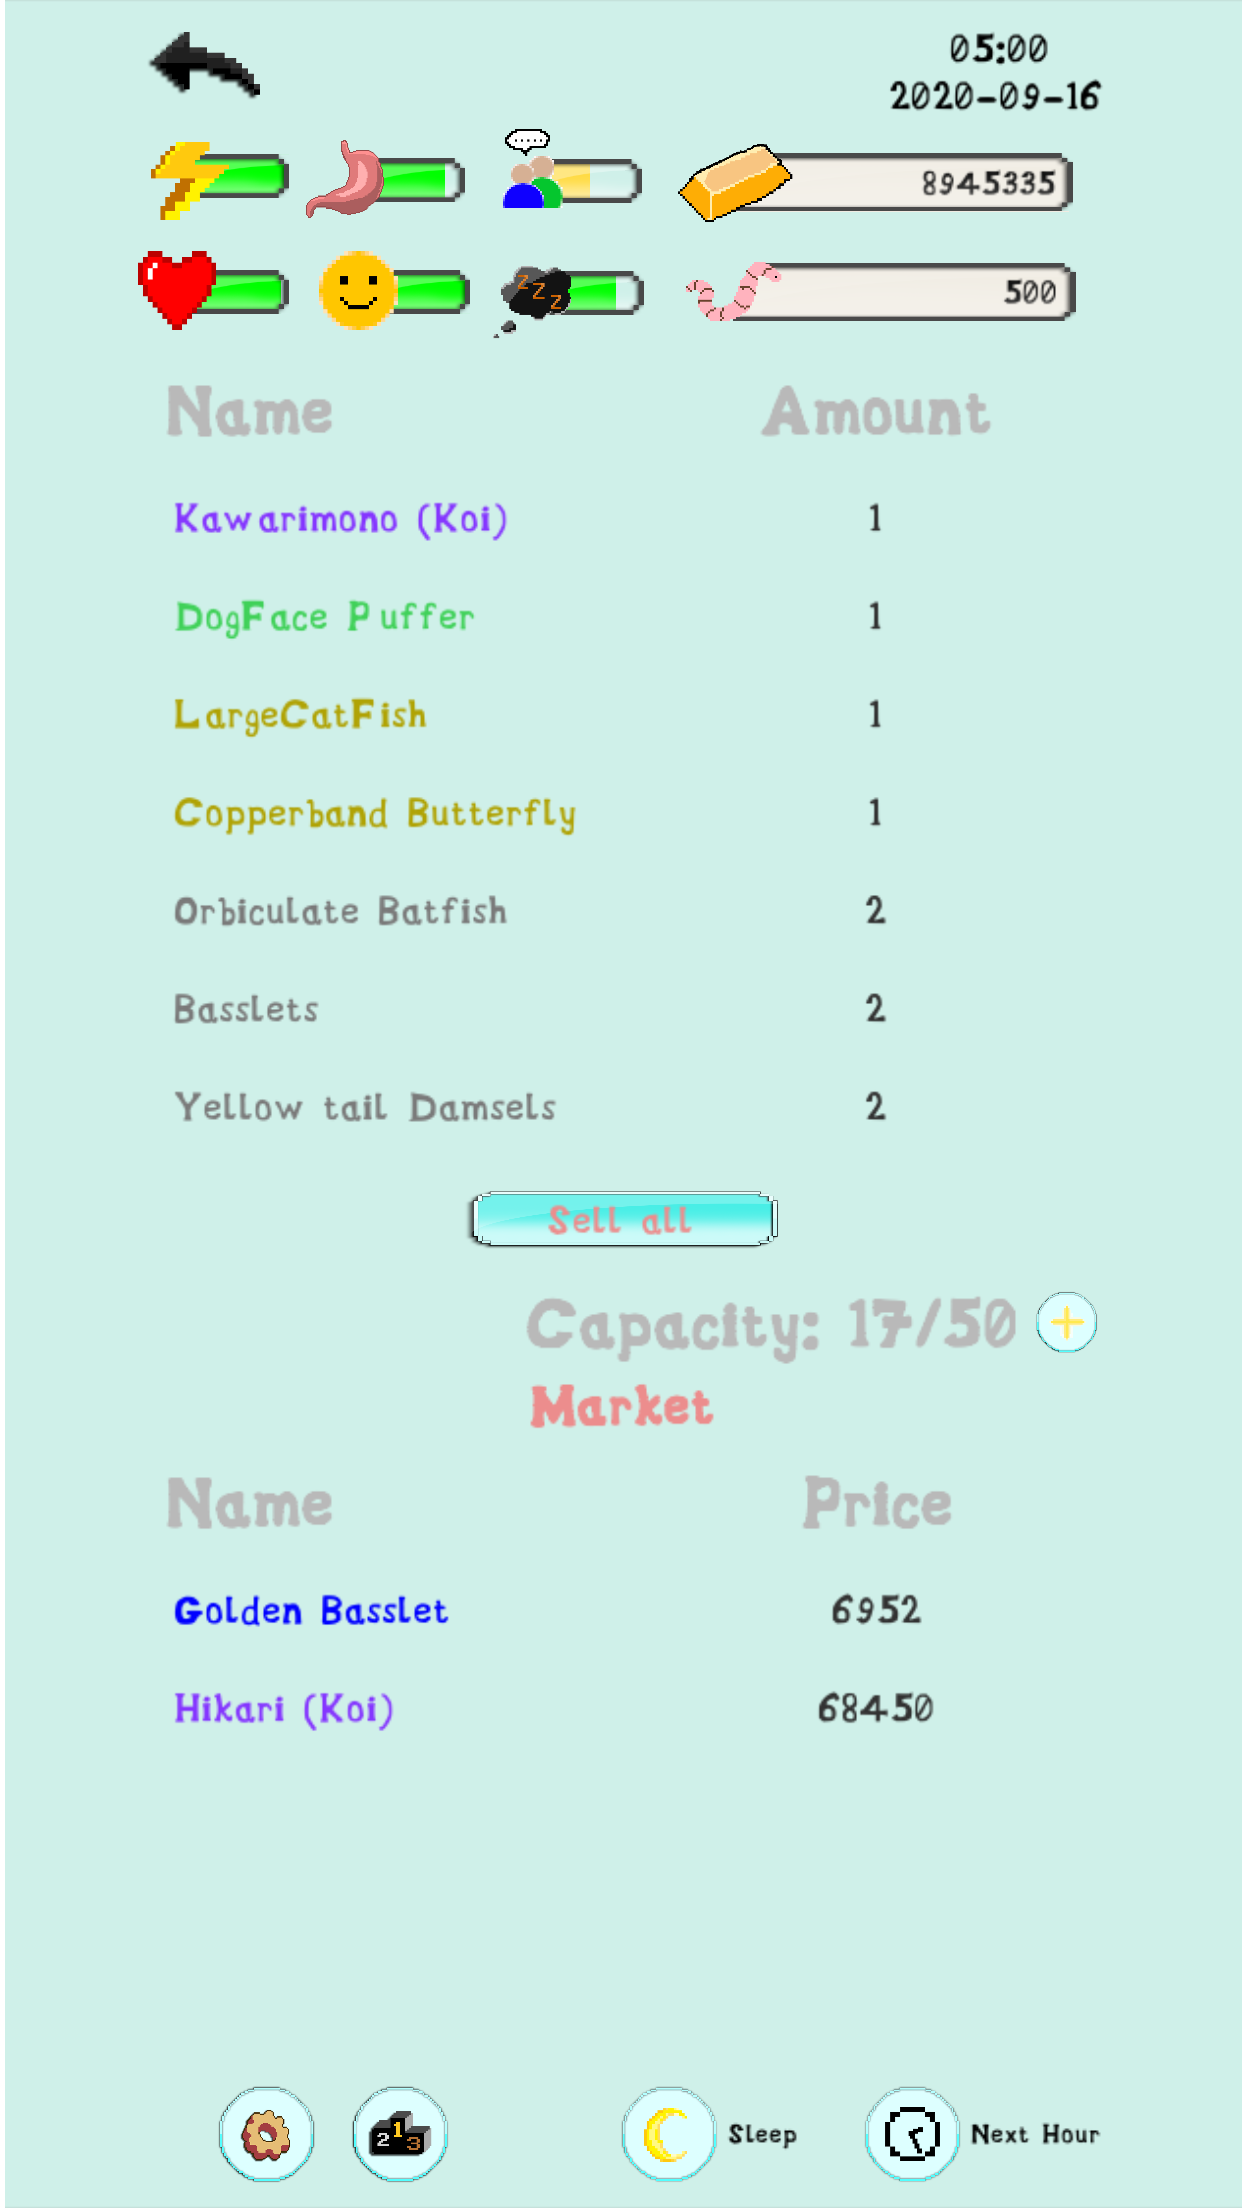 05:00
2020-09-16
8945335
500
Name Amount
Kawarimono (Koi) 1
DogFace Puffer 1
LargeCatFish 1
Copperband Butterfly 1
Orbiculate Batfish 2
Basslets 2
Yellow tail Damsels 2
Sell all
Capacity: 17/50
Market
Name Price
Golden Basslet 6952
Hikari (Koi) 68450
2 1 3 Sleep Next Hour